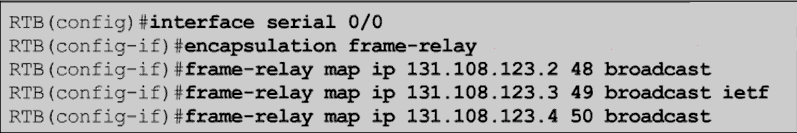 RTB(config)#interface serial 0/0
RTB(config-if)#encapsulation frame-relay
RTB(config-if)#frame-relay map ip 131.108.123.2 48 broadcast
RTB(config-if)#frame-relay map ip 131.108.123.3 49 broadcast ietf
RTB(config-if)#frame-relay map ip 131.108.123.4 50 broadcast